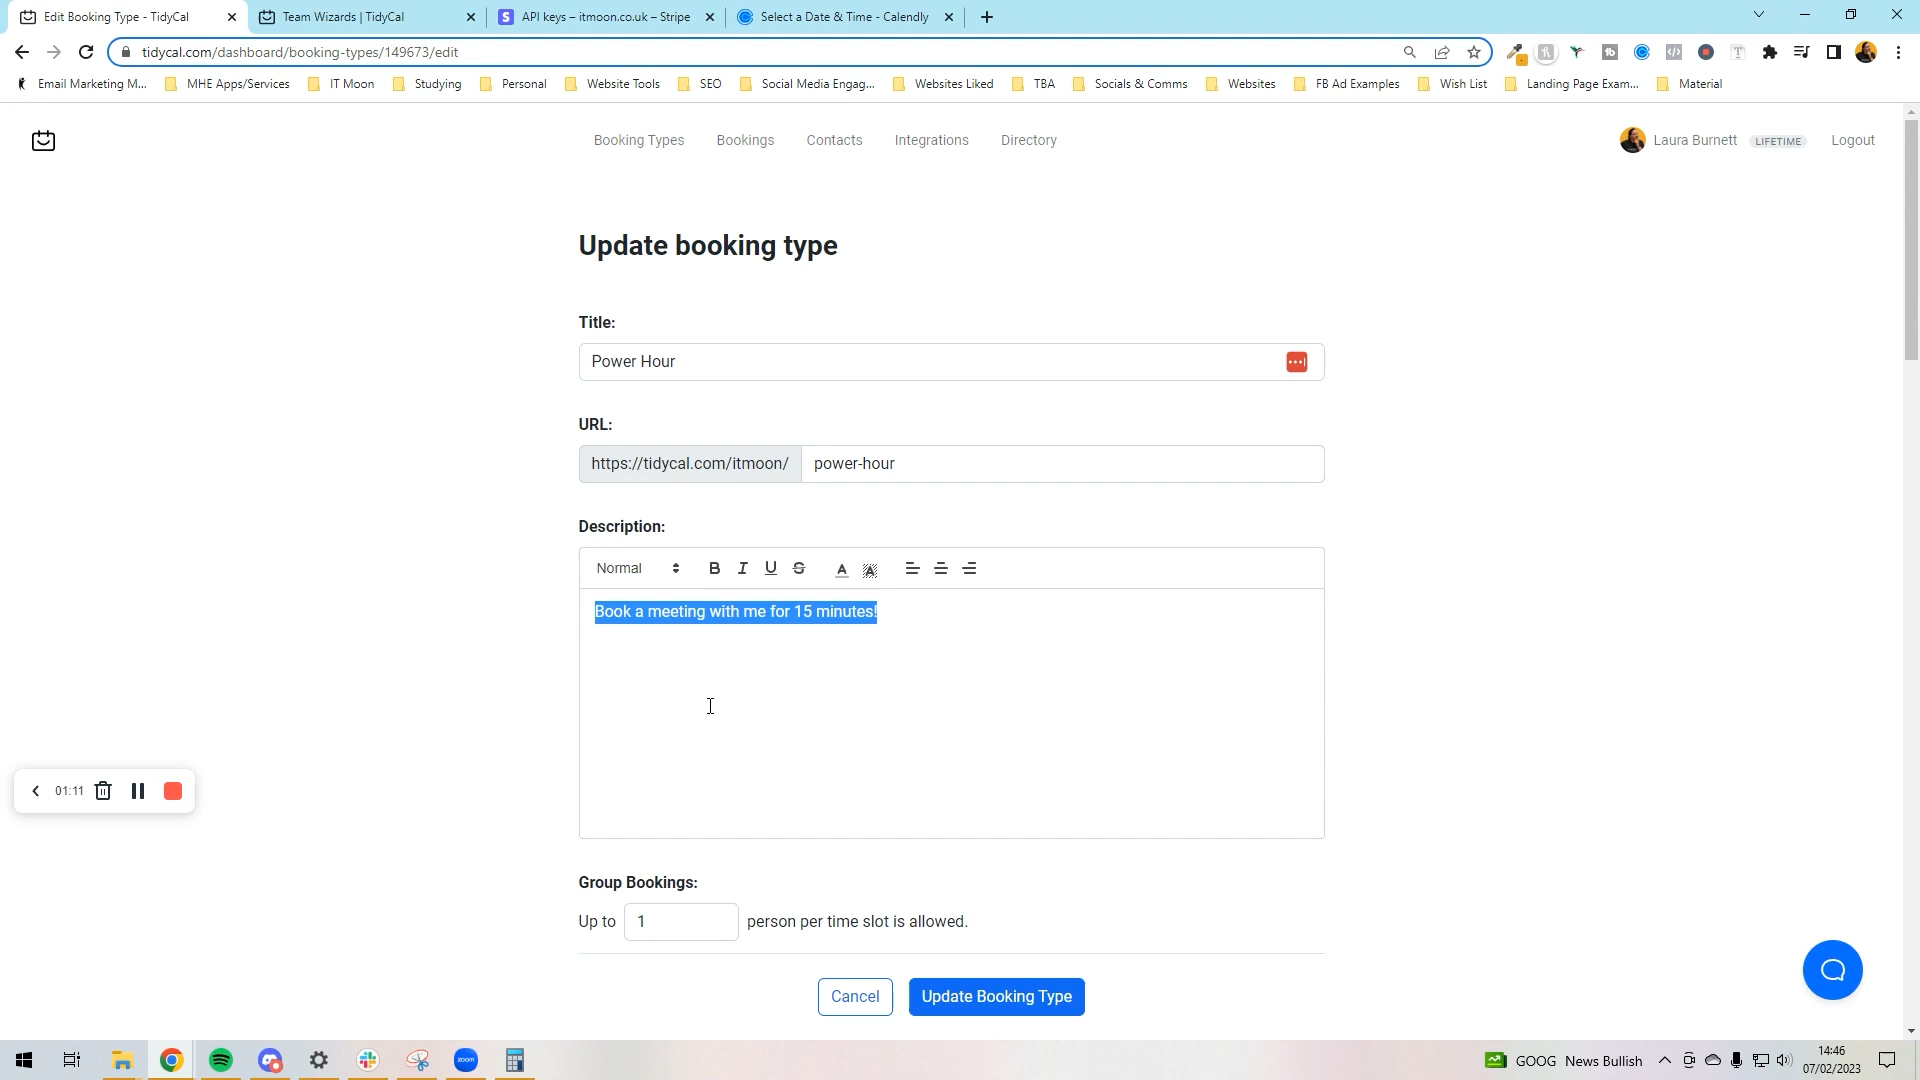 Edit Booking Type - TidyCal
Team Wizards | TidyCal
API keys – itmoon.co.uk – Stripe
Select a Date & Time - Calendly
tidycal.com/dashboard/booking-types/149673/edit
Email Marketing M...
MHE Apps/Services
IT Moon
Studying
Personal
Website Tools
SEO
Social Media Engag...
Websites Liked
TBA
Socials & Comms
Websites
FB Ad Examples
Wish List
Landing Page Exam...
Material
Booking Types
Bookings
Contacts
Integrations
Directory
Laura Burnett
LIFETIME
Logout
Update booking type
Title:
Power Hour
URL:
https://tidycal.com/itmoon/
power-hour
Description:
Normal
B I U S A A
Book a meeting with me for 15 minutes!
01:11
Group Bookings:
Up to 1 person per time slot is allowed.
Cancel
Update Booking Type
zoom
GOOG News Bullish
14:46
07/02/2023